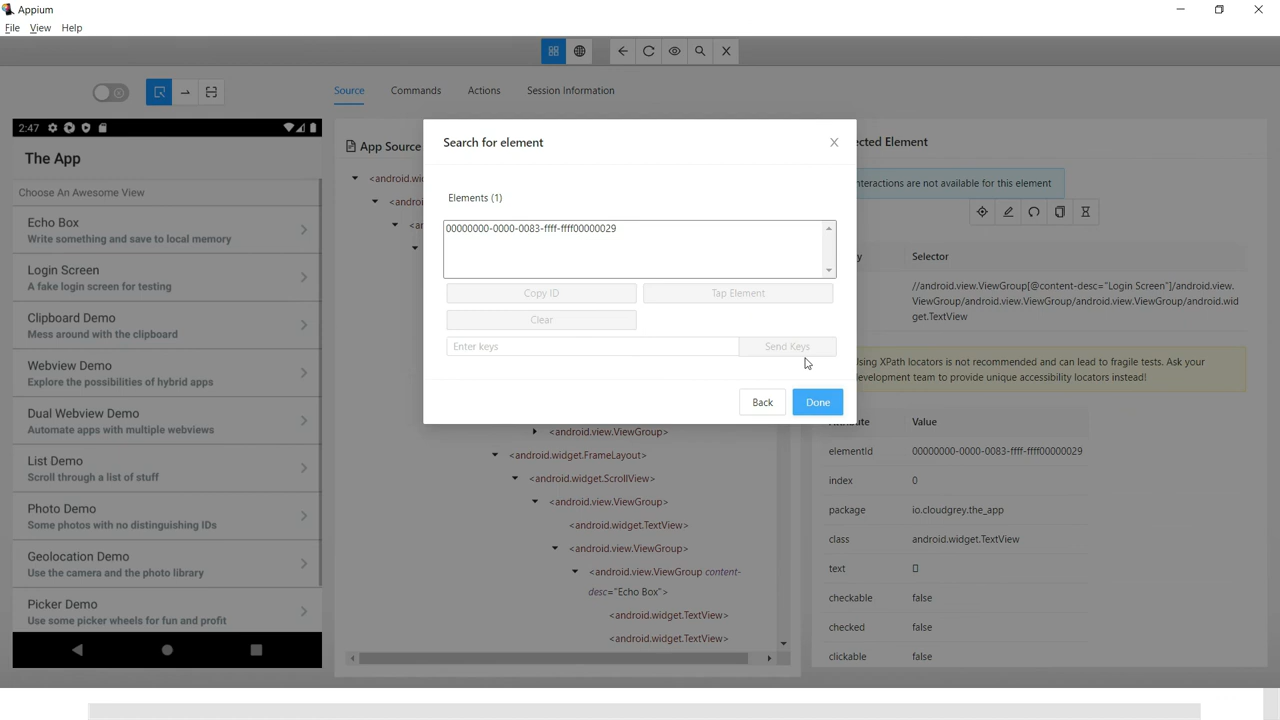 Appium
File View Help
Source Commands Actions Session Information
2:47
The App
Choose An Awesome View
Echo Box
Write something and save to local memory
Login Screen
A fake login screen for testing
Clipboard Demo
Mess around with the clipboard
Webview Demo
Explore the possibilities of hybrid apps
Dual Webview Demo
Automate apps with multiple webviews
List Demo
Scroll through a list of stuff
Photo Demo
Some photos with no distinguishing IDs
Geolocation Demo
Use the camera and the photo library
Picker Demo
Use some picker wheels for fun and profit
App Source
<android.wi
<androi
<an
<
Search for element
Elements (1)
00000000-0000-0083-ffff-ffff00000029
Copy ID Tap Element
Clear
Enter keys Send Keys
Back Done
<android.view.ViewGroup>
<android.widget.FrameLayout>
<android.widget.ScrollView>
<android.view.ViewGroup>
<android.widget.TextView>
<android.view.ViewGroup>
<android.view.ViewGroup content-
desc="Echo Box">
<android.widget.TextView>
<android.widget.TextView>
ected Element
nteractions are not available for this element
y Selector
//android.view.ViewGroup[@content-desc="Login Screen"]/android.view.
ViewGroup/android.view.ViewGroup/android.view.ViewGroup/android.wid
get.TextView
sing XPath locators is not recommended and can lead to fragile tests. Ask your
evelopment team to provide unique accessibility locators instead!
Value
elementId 00000000-0000-0083-ffff-ffff00000029
index 0
package io.cloudgrey.the_app
class android.widget.TextView
text
checkable false
checked false
clickable false